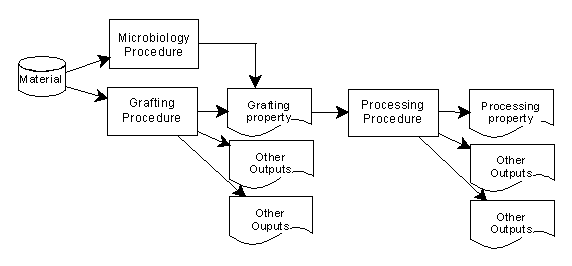 Microbiology
Procedure
Material
Grafting
Procedure
Grafting
property
Processing
Procedure
Processing
property
Other
Outputs
Other
Outputs
Other
Ouputs
Other
Outputs